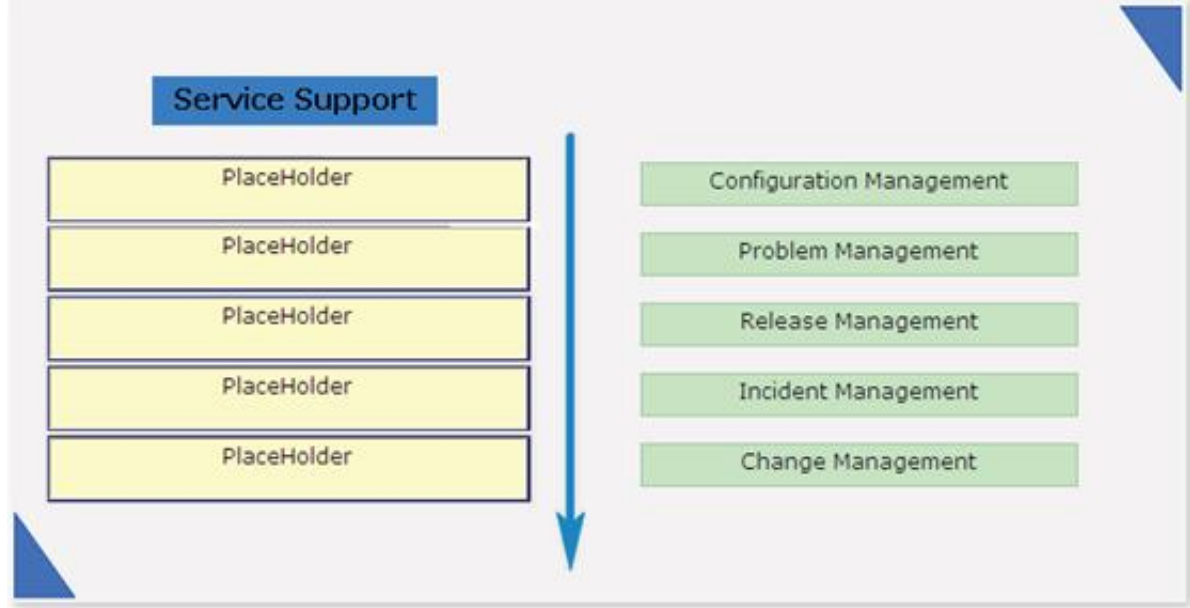 Service Support
PlaceHolder
PlaceHolder
PlaceHolder
PlaceHolder
PlaceHolder
Configuration Management
Problem Management
Release Management
Incident Management
Change Management